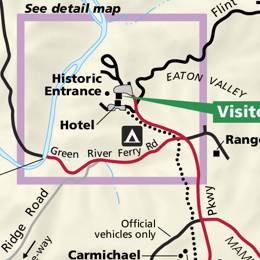 See detail map
Flint
Historic
Entrance
EATON VALLEY
Visito
Hotel
Range
Green River Ferry Rd
Ridge Road
Pkwy
e-way
Official
vehicles only
Carmichael
MAMM